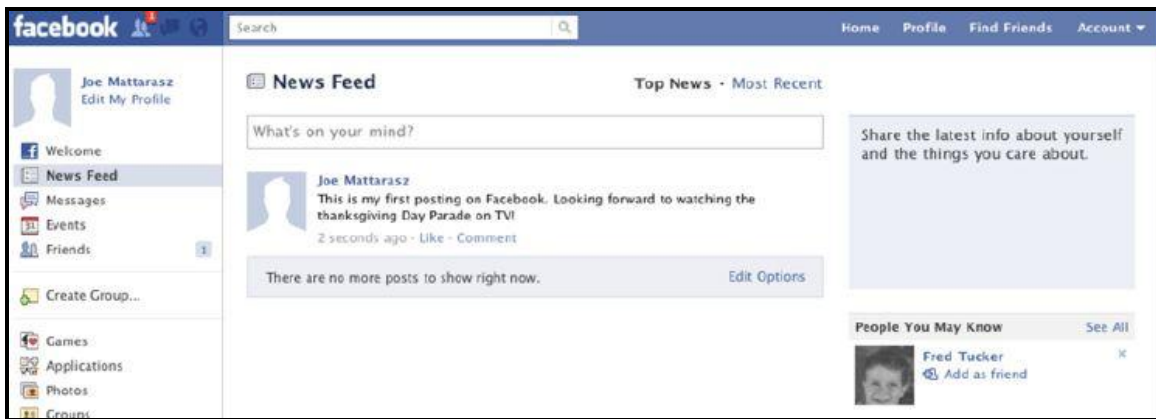 facebook
1
Search
Home Profile Find Friends Account
Joe Mattarasz
Edit My Profile
Welcome
News Feed
Messages
31 Events
Friends 1
Create Group...
Games
Applications
Photos
Groups
News Feed
Top News · Most Recent
What's on your mind?
Joe Mattarasz
This is my first posting on Facebook. Looking forward to watching the
thanksgiving Day Parade on TV!
2 seconds ago · Like · Comment
There are no more posts to show right now. Edit Options
Share the latest info about yourself
and the things you care about.
People You May Know See All
Fred Tucker x
Add as friend